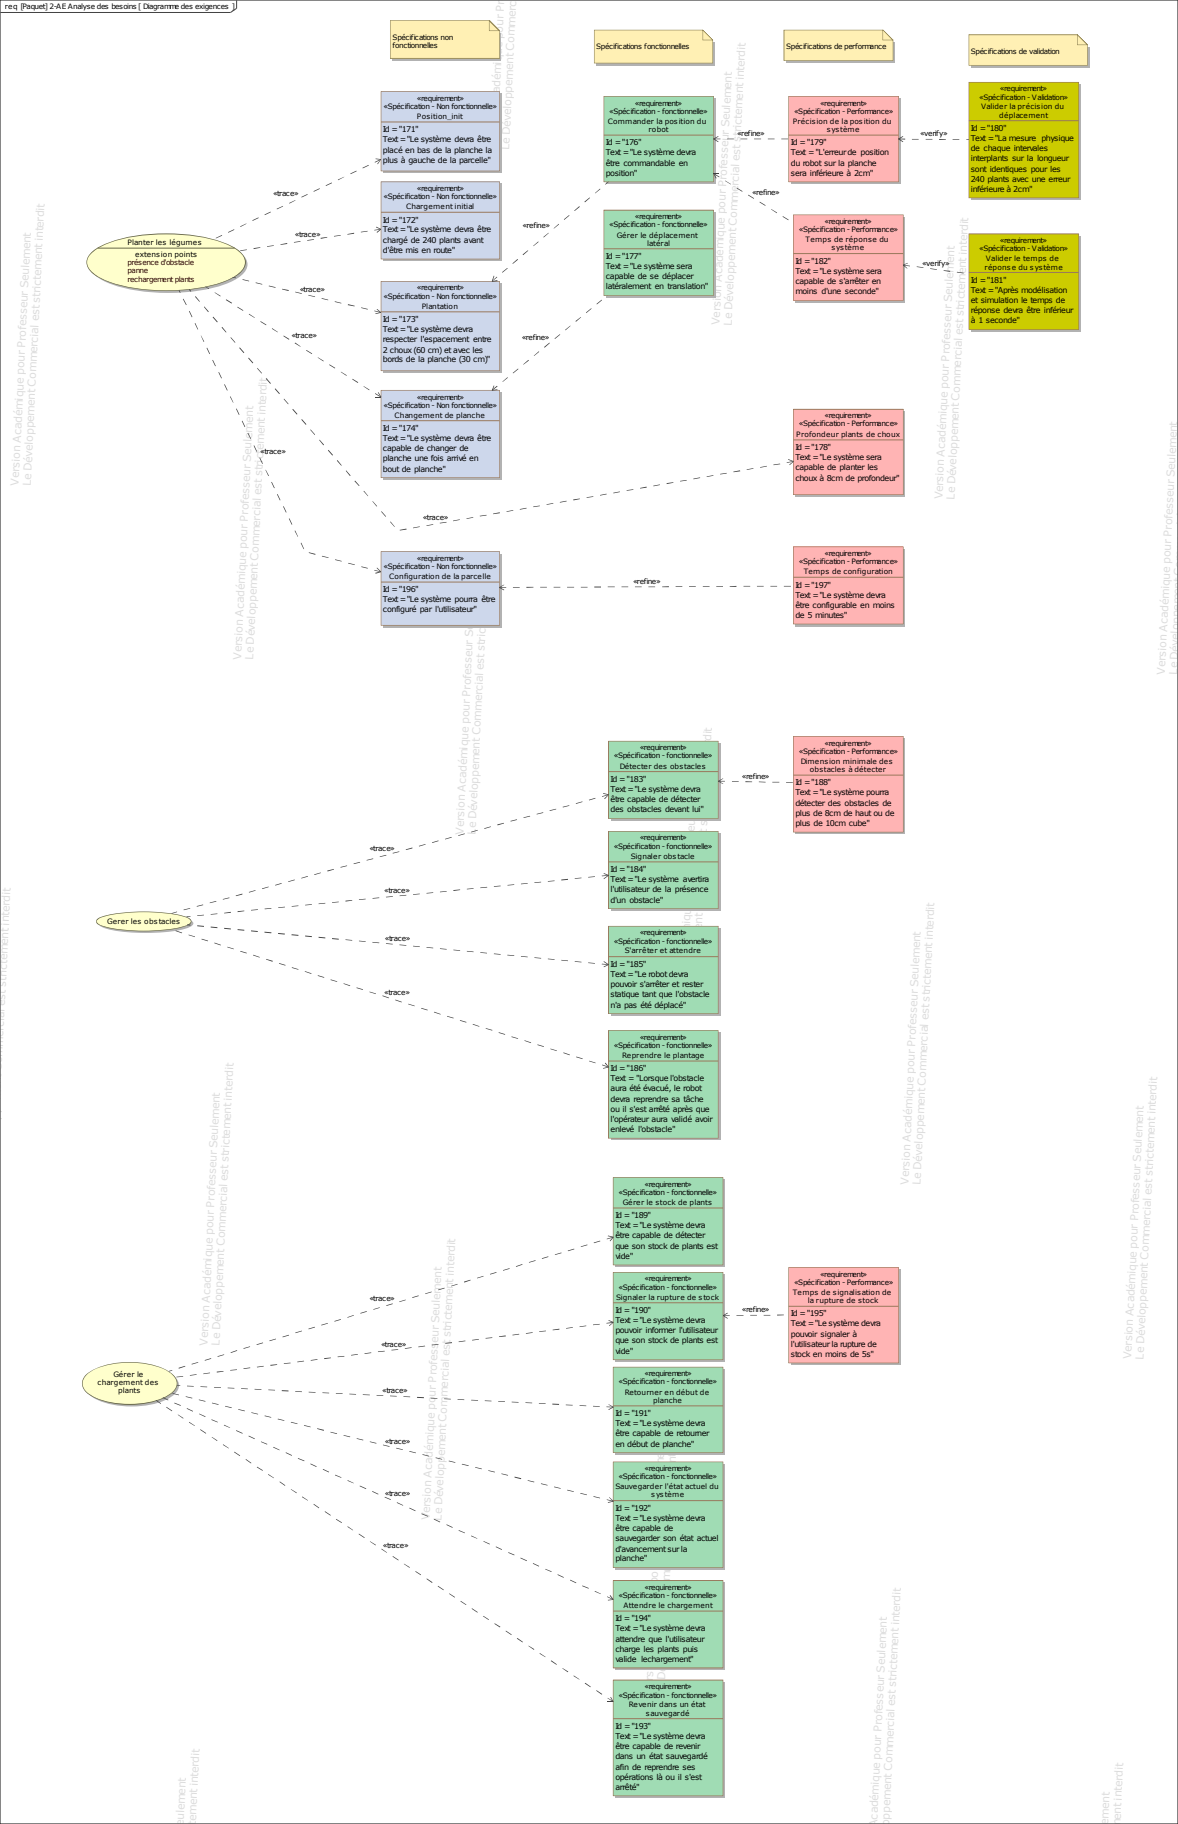 req [Paquet] 2-AE Analyse des besoins [ Diagramme des exigences ]
Spécifications non
fonctionnelles
Spécifications fonctionnelles
Spécifications de performance
Spécifications de validation
«requirement»
«Spécification - Non fonctionnelle»
Position_init
Id = "171"
Text = "Le système devra être
placé en bas de la planche la
plus à gauche de la parcelle"
«requirement»
«Spécification - fonctionnelle»
Commander la position du
robot
Id = "176"
Text = "Le système devra
être commandable en
position"
«refine»
«requirement»
«Spécification - Performance»
Précision de la position du
système
Id = "179"
Text = "L'erreur de position
du robot sur la planche
sera inférieure à 2cm"
«verify»
«requirement»
«Spécification - Validation»
Valider la précision du
déplacement
Id = "180"
Text = "La mesure physique
de chaque intervales
interplants sur la longueur
sont identiques pour les
240 plants avec une erreur
inférieure à 2cm"
«trace»
«requirement»
«Spécification - Non fonctionnelle»
Chargement initial
Id = "172"
Text = "Le système devra être
chargé de 240 plants avant
d'être mis en route"
«refine»
«refine»
«trace»
Planter les légumes
extension points
présence d'obstacle
panne
rechargement plants
«requirement»
«Spécification - fonctionnelle»
Gérer le déplacement
latéral
Id = "177"
Text = "Le système sera
capable de se déplacer
latéralement en translation"
«requirement»
«Spécification - Performance»
Temps de réponse du
système
Id = "182"
Text = "Le système sera
capable de s'arrêter en
moins d'une seconde"
«verify»
«requirement»
«Spécification - Validation»
Valider le temps de
réponse du système
Id = "181"
Text = "Après modélisation
et simulation le temps de
réponse devra être inférieur
à 1 seconde"
«trace»
«requirement»
«Spécification - Non fonctionnelle»
Plantation
Id = "173"
Text = "Le système devra
respecter l'espacement entre
2 choux (60 cm) et avec les
bords de la planche (30 cm)"
«trace»
«refine»
«requirement»
«Spécification - Non fonctionnelle»
Changement de planche
Id = "174"
Text = "Le système devra être
capable de changer de
planche une fois arrivé en
bout de planche"
«trace»
«requirement»
«Spécification - Performance»
Profondeur plants de choux
Id = "178"
Text = "Le système sera
capable de planter les
choux à 8cm de profondeur"
«trace»
«requirement»
«Spécification - Non fonctionnelle»
Configuration de la parcelle
Id = "196"
Text = "Le système pourra être
configuré par l'utilisateur"
«refine»
«requirement»
«Spécification - Performance»
Temps de configuration
Id = "197"
Text = "Le système devra
être configurable en moins
de 5 minutes"
«requirement»
«Spécification - fonctionnelle»
Détecter des obstacles
Id = "183"
Text = "Le système devra
être capable de détecter
des obstacles devant lui"
«refine»
«requirement»
«Spécification - Performance»
Dimension minimale des
obstacles à détecter
Id = "188"
Text = "Le système pourra
détecter des obstacles de
plus de 8cm de haut ou de
plus de 10cm cube"
«trace»
«requirement»
«Spécification - fonctionnelle»
Signaler obstacle
Id = "184"
Text = "Le système avertira
l'utilisateur de la présence
d'un obstacle"
«trace»
Gerer les obstacles
«trace»
«requirement»
«Spécification - fonctionnelle»
S'arrêter et attendre
Id = "185"
Text = "Le robot devra
pouvoir s'arrêter et rester
statique tant que l'obstacle
n'a pas été déplacé"
«trace»
«requirement»
«Spécification - fonctionnelle»
Reprendre le plantage
Id = "186"
Text = "Lorsque l'obstacle
aura été évacué, le robot
devra reprendre sa tâche
ou il s'est arrêté après que
l'opérateur aura validé avoir
enlevé l'obstacle"
«requirement»
«Spécification - fonctionnelle»
Gérer le stock de plants
Id = "189"
Text = "Le système devra
être capable de détecter
que son stock de plants est
vide"
«trace»
«requirement»
«Spécification - fonctionnelle»
Signaler la rupture de stock
Id = "190"
Text = "Le système devra
pouvoir informer l'utilisateur
que son stock de plants est
vide"
«refine»
«requirement»
«Spécification - Performance»
Temps de signalisation de
la rupture de stock
Id = "195"
Text = "Le système devra
pouvoir signaler à
l'utilisateur la rupture de
stock en moins de 5s"
«trace»
Gérer le
chargement des
plants
«trace»
«requirement»
«Spécification - fonctionnelle»
Retourner en début de
planche
Id = "191"
Text = "Le système devra
être capable de retourner
en début de planche"
«trace»
«requirement»
«Spécification - fonctionnelle»
Sauvegarder l'état actuel du
système
Id = "192"
Text = "Le système devra
être capable de
sauvegarder son état actuel
d'avancement sur la
planche"
«trace»
«trace»
«requirement»
«Spécification - fonctionnelle»
Attendre le chargement
Id = "194"
Text = "Le système devra
attendre que l'utilisateur
charge les plants puis
valide lechargement"
«requirement»
«Spécification - fonctionnelle»
Revenir dans un état
sauvegardé
Id = "193"
Text = "Le système devra
être capable de revenir
dans un état sauvegardé
afin de reprendre ses
opérations là ou il s'est
arrêté"
Version Académique pour Professeur Seulement
Le Développement Commercial est strictement interdit